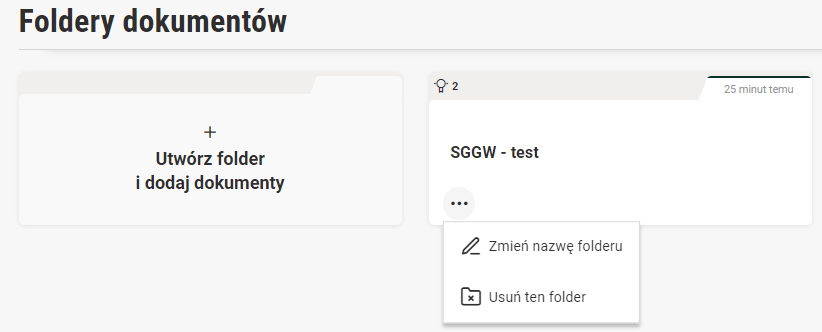 Foldery dokumentów
+
Utwórz folder
i dodaj dokumenty
2
25 minut temu
SGGW - test
Zmień nazwę folderu
Usuń ten folder